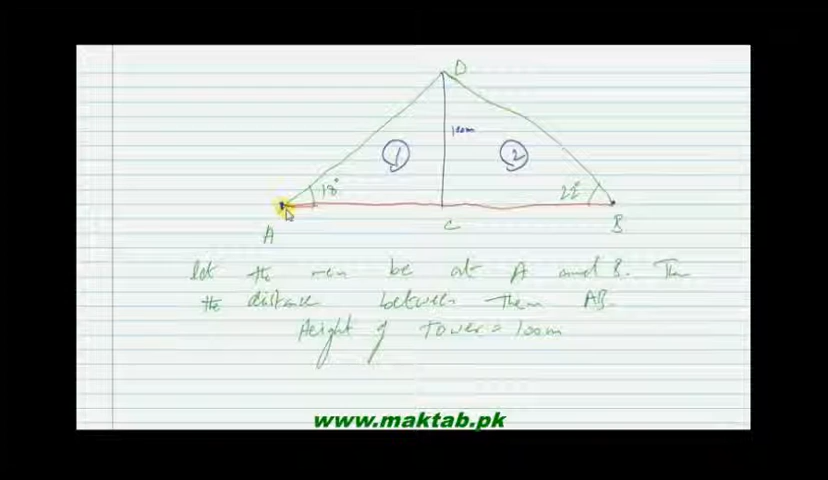 D
100m
1
2
18°
22°
A
C
B
let the men be at A and B. Then
the distance between them AB.
Height of Tower = 100m
www.maktab.pk